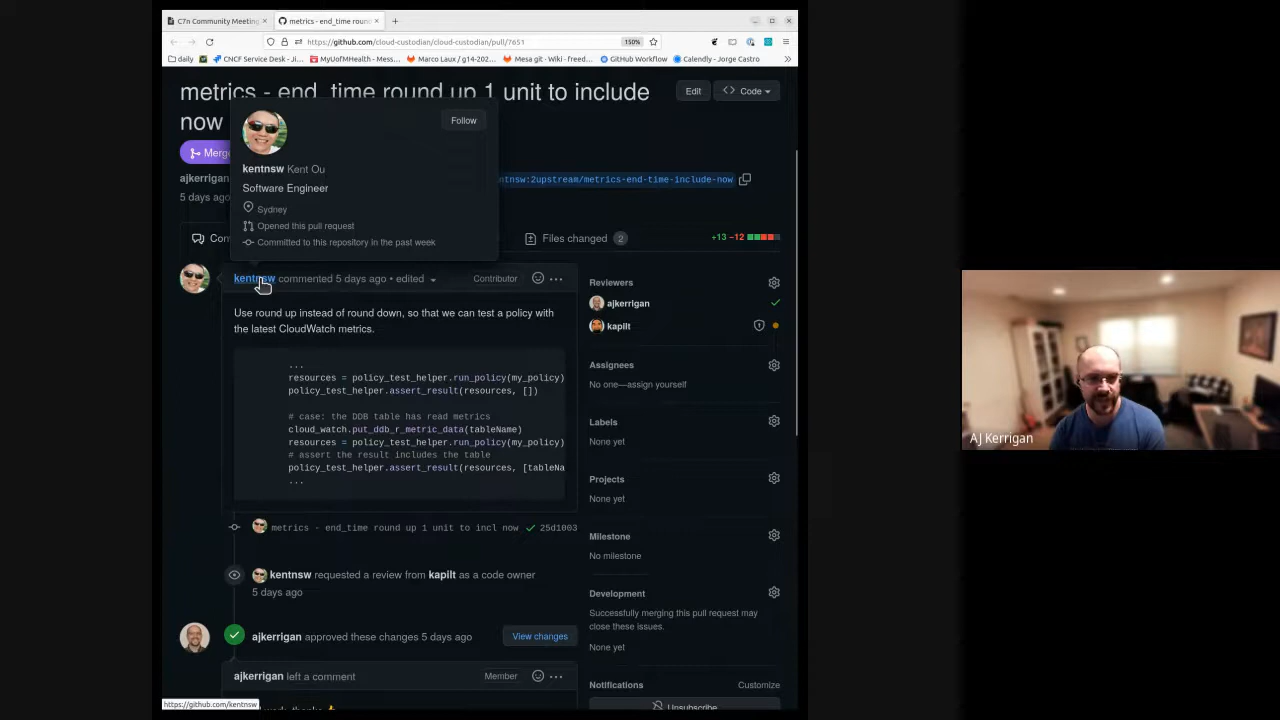 C7n Community Meeting
metrics - end_time roun
https://github.com/cloud-custodian/cloud-custodian/pull/7651
150%
daily
CNCF Service Desk - Ji...
MyUofMHealth - Mess...
Marco Laux / g14-202...
Mesa git · Wiki · freed...
GitHub Workflow
Calendly - Jorge Castro
metrics - end_time round up 1 unit to include
now
Edit
Code
Merg
ajkerrigan
ntnsw:2upstream/metrics-end-time-include-now
5 days ago
Follow
kentnsw Kent Ou
Software Engineer
Sydney
Opened this pull request
Committed to this repository in the past week
Files changed 2
+13 −12
kentnsw commented 5 days ago • edited
Contributor
Use round up instead of round down, so that we can test a policy with
the latest CloudWatch metrics.
...
resources = policy_test_helper.run_policy(my_policy)
policy_test_helper.assert_result(resources, [])
# case: the DDB table has read metrics
cloud_watch.put_ddb_r_metric_data(tableName)
resources = policy_test_helper.run_policy(my_policy)
# assert the result includes the table
policy_test_helper.assert_result(resources, [tableNa
...
metrics - end_time round up 1 unit to incl now
25d1003
kentnsw requested a review from kapilt as a code owner
5 days ago
ajkerrigan approved these changes 5 days ago
View changes
ajkerrigan left a comment
Member
Reviewers
ajkerrigan
kapilt
Assignees
No one—assign yourself
Labels
None yet
Projects
None yet
Milestone
No milestone
Development
Successfully merging this pull request may
close these issues.
None yet
Notifications
Customize
Unsubscribe
https://github.com/kentnsw
AJ Kerrigan